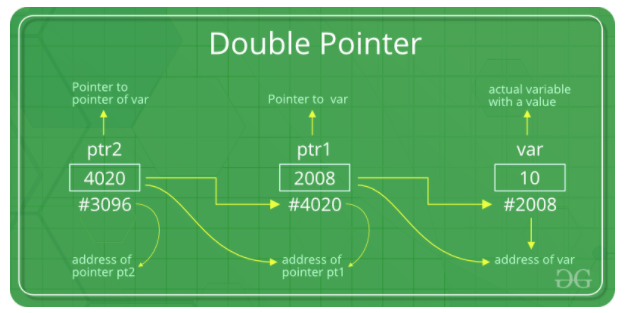 Double Pointer
Pointer to
pointer of var
Pointer to var
actual variable
with a value
ptr2
ptr1
var
4020
2008
10
#3096
#4020
#2008
address of
pointer pt2
address of
pointer pt1
address of var
GG